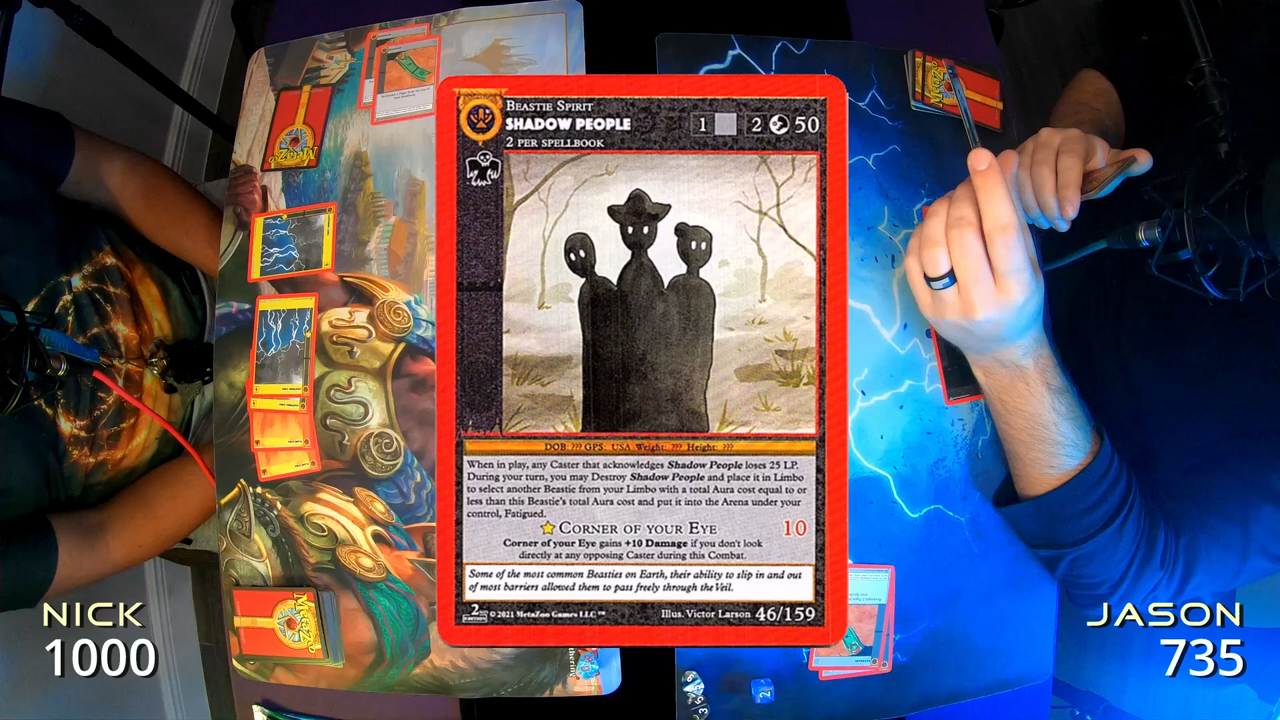 BEASTIE SPIRIT
SHADOW PEOPLE
1 2 50
2 PER SPELLBOOK
DOB: ??? GPS: USA Weight: ??? Height: ???
When in play, any Caster that acknowledges Shadow People loses 25 LP.
During your turn, you may Destroy Shadow People and place it in Limbo
to select another Beastie from your Limbo with a total Aura cost equal to or
less than this Beastie's total Aura cost and put it into the Arena under your
control, Fatigued.
CORNER OF YOUR EYE 10
Corner of your Eye gains +10 Damage if you don't look
directly at any opposing Caster during this Combat.
Some of the most common Beasties on Earth, their ability to slip in and out
of most barriers allowed them to pass freely through the Veil.
2ND EDITION © 2021 MetaZoo Games LLC™ Illus. Victor Larson 46/159
NICK
1000
JASON
735
MetaZoo
MetaZoo
MetaZoo